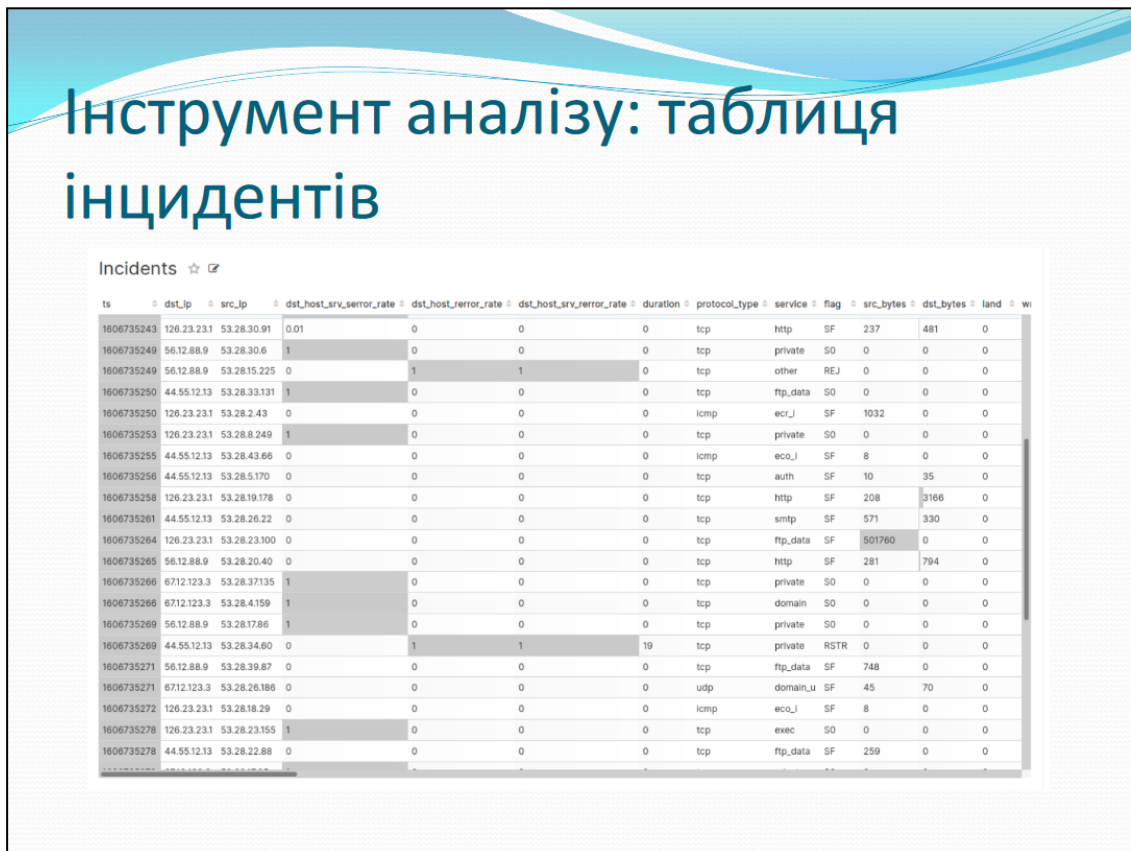 Інструмент аналізу: таблиця
інцидентів
Incidents
ts dst_ip src_ip dst_host_srv_serror_rate dst_host_rerror_rate dst_host_srv_rerror_rate duration protocol_type service flag src_bytes dst_bytes land
1606735243 126.23.23.1 53.28.30.91 0.01 0 0 0 tcp http SF 237 481 0
1606735249 56.12.88.9 53.28.30.6 1 0 0 0 tcp private S0 0 0 0
1606735249 56.12.88.9 53.28.15.225 0 1 1 0 tcp other REJ 0 0 0
1606735250 44.55.12.13 53.28.33.131 1 0 0 0 tcp ftp_data S0 0 0 0
1606735250 126.23.23.1 53.28.2.43 0 0 0 0 icmp ecr_i SF 1032 0 0
1606735253 126.23.23.1 53.28.8.249 1 0 0 0 tcp private S0 0 0 0
1606735255 44.55.12.13 53.28.43.66 0 0 0 0 icmp eco_i SF 8 0 0
1606735256 44.55.12.13 53.28.5.170 0 0 0 0 tcp auth SF 10 35 0
1606735258 126.23.23.1 53.28.19.178 0 0 0 0 tcp http SF 208 3166 0
1606735261 44.55.12.13 53.28.26.22 0 0 0 0 tcp smtp SF 571 330 0
1606735264 126.23.23.1 53.28.23.100 0 0 0 0 tcp ftp_data SF 501760 0 0
1606735265 56.12.88.9 53.28.20.40 0 0 0 0 tcp http SF 281 794 0
1606735266 67.12.123.3 53.28.37.135 1 0 0 0 tcp private S0 0 0 0
1606735266 67.12.123.3 53.28.4.159 1 0 0 0 tcp domain S0 0 0 0
1606735269 56.12.88.9 53.28.17.86 1 0 0 0 tcp private S0 0 0 0
1606735269 44.55.12.13 53.28.34.60 0 1 1 19 tcp private RSTR 0 0 0
1606735271 56.12.88.9 53.28.39.87 0 0 0 0 tcp ftp_data SF 748 0 0
1606735271 67.12.123.3 53.28.26.186 0 0 0 0 udp domain_u SF 45 70 0
1606735272 126.23.23.1 53.28.18.29 0 0 0 0 icmp eco_i SF 8 0 0
1606735278 126.23.23.1 53.28.23.155 1 0 0 0 tcp exec S0 0 0 0
1606735278 44.55.12.13 53.28.22.88 0 0 0 0 tcp ftp_data SF 259 0 0